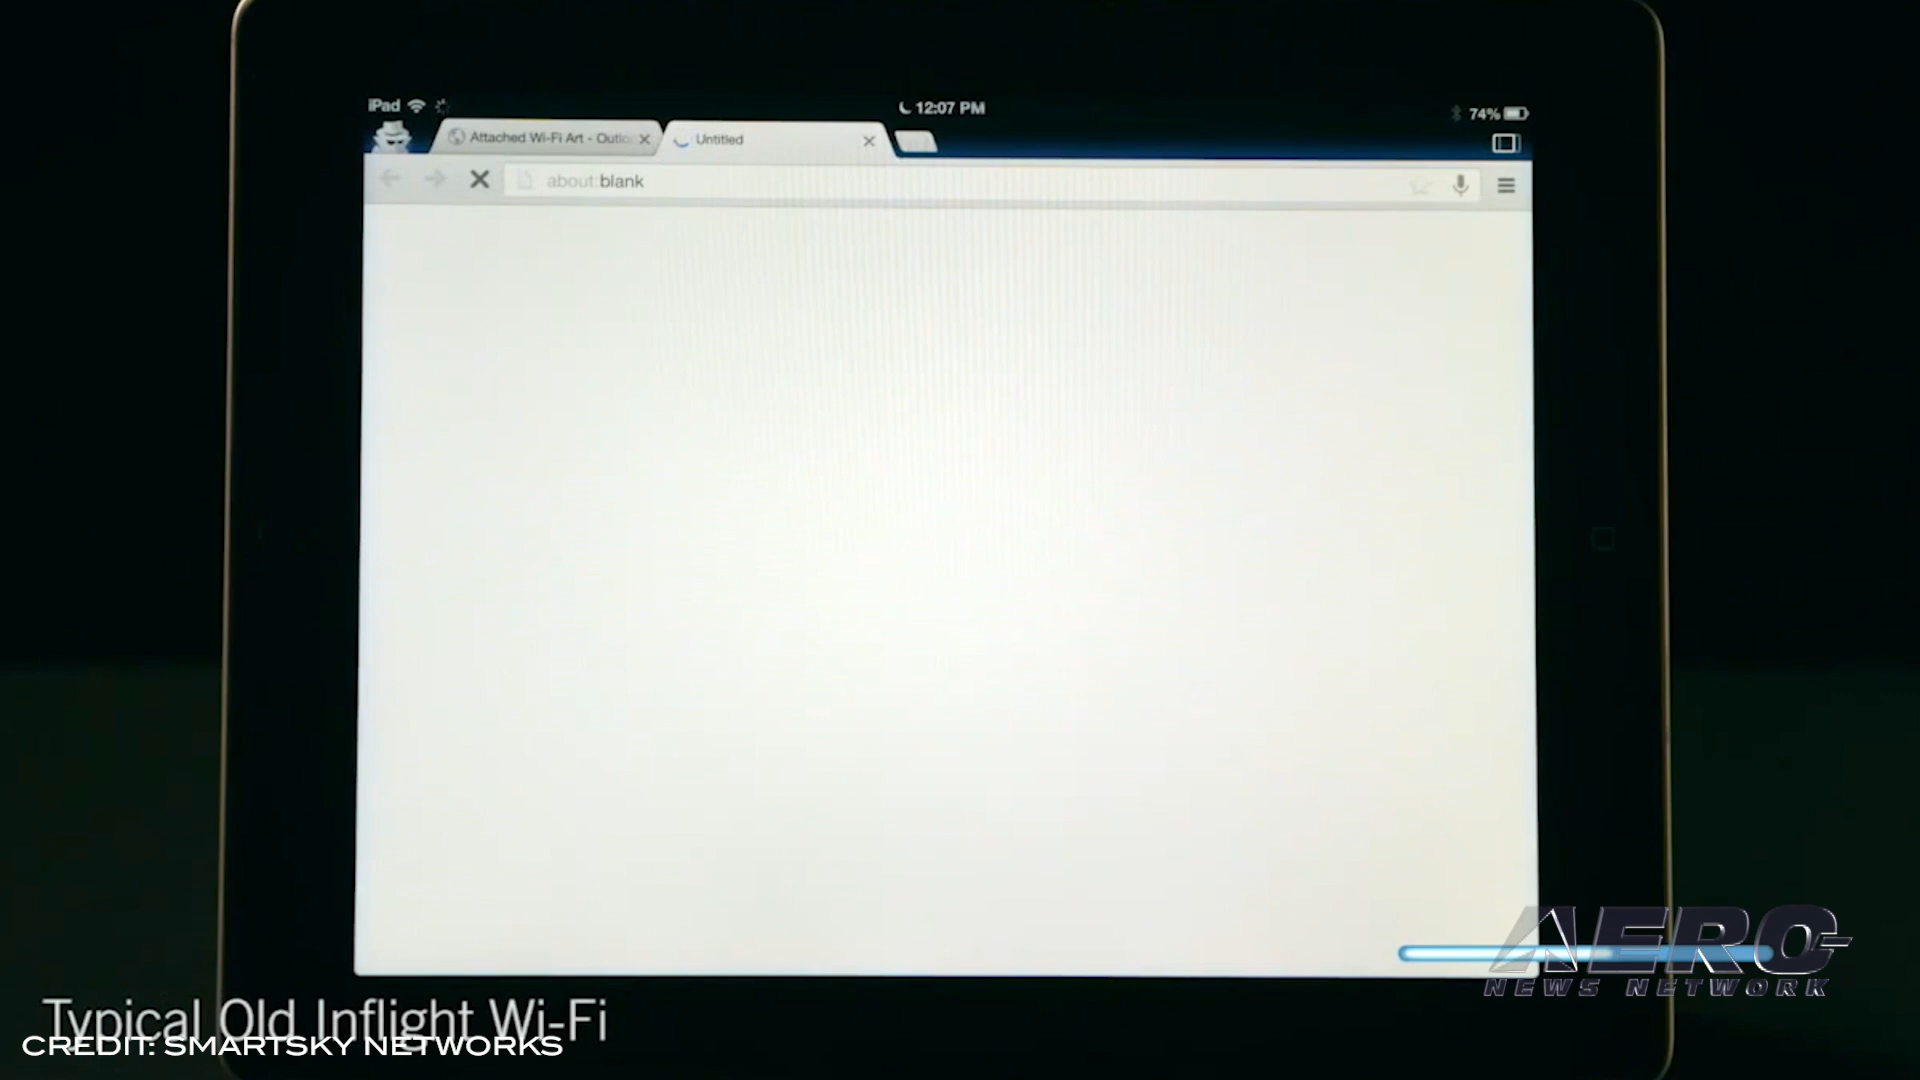 iPad 12:07 PM 74%
Attached Wi-Fi Art - Outlo Untitled
about:blank
AERO
NEWS NETWORK
Typical Old Inflight Wi-Fi
CREDIT: SMARTSKY NETWORKS